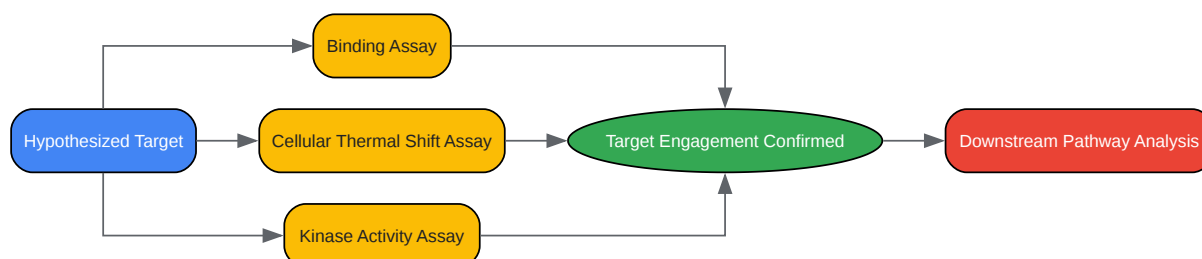 Binding Assay
Hypothesized Target
Cellular Thermal Shift Assay
Target Engagement Confirmed
Downstream Pathway Analysis
Kinase Activity Assay